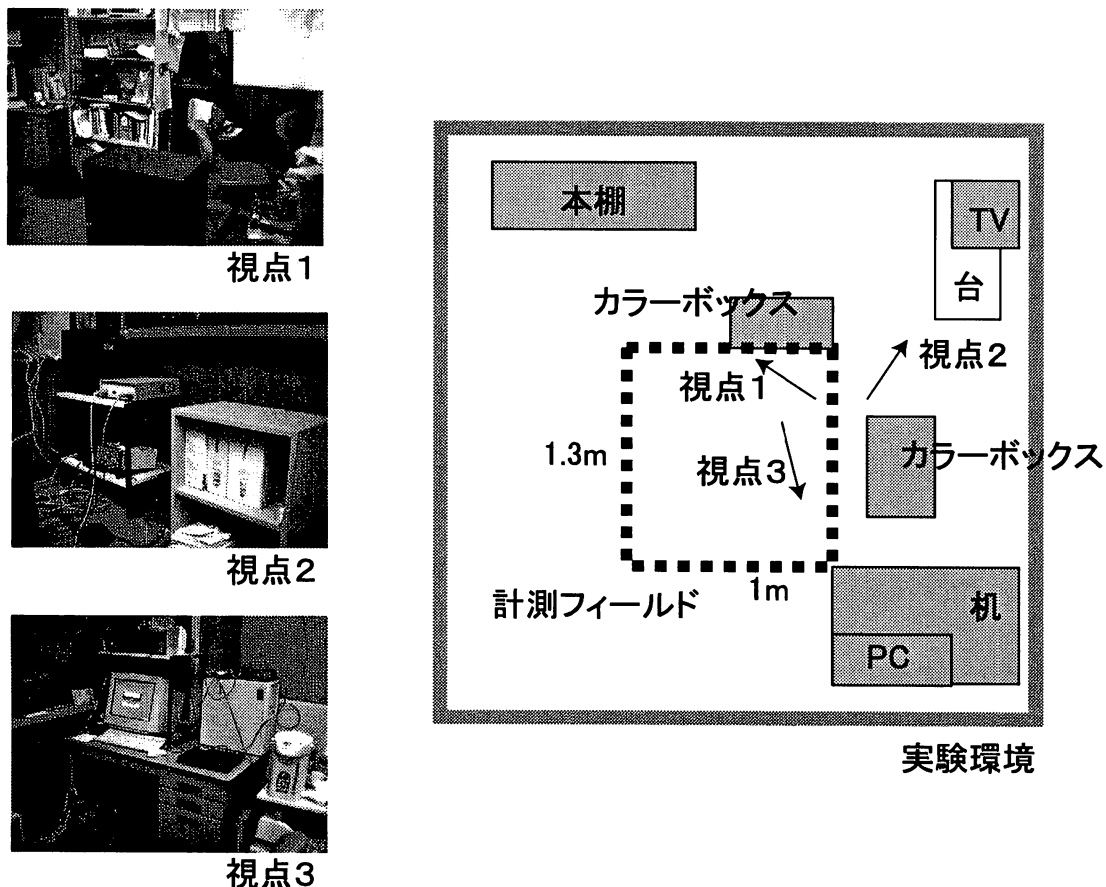 視点1
視点2
視点3
本棚
TV
台
カラーボックス
視点1
視点2
視点3
カラーボックス
1.3m
1m
計測フィールド
机
PC
実験環境